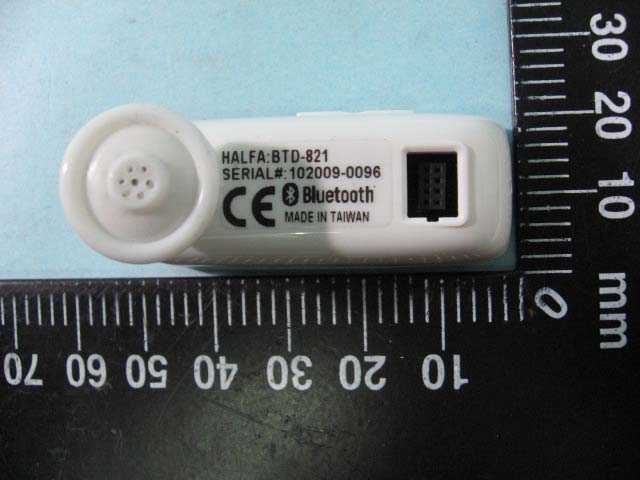 HALFA:BTD-821
SERIAL#: 102009-0096
CE Bluetooth
MADE IN TAIWAN
30
20
10
mm
0
70 60 50 40 30 20 10